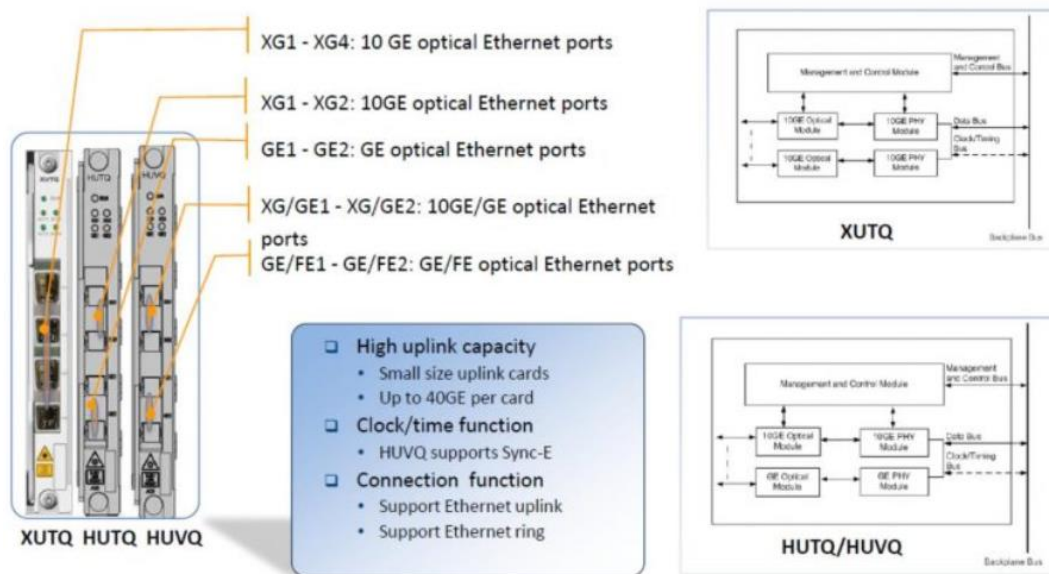 XG1 - XG4: 10 GE optical Ethernet ports
XG1 - XG2: 10GE optical Ethernet ports
GE1 - GE2: GE optical Ethernet ports
XG/GE1 - XG/GE2: 10GE/GE optical Ethernet
ports
GE/FE1 - GE/FE2: GE/FE optical Ethernet ports
XUTQ
HUTQ
HUVQ
XUTQ HUTQ HUVQ
High uplink capacity
• Small size uplink cards
• Up to 40GE per card
Clock/time function
• HUVQ supports Sync-E
Connection function
• Support Ethernet uplink
• Support Ethernet ring
Management
and Control Bus
Management and Control Module
10GE Optical
Module
10GE PHY
Module
Data Bus
Clock/Timing
Bus
10GE Optical
Module
10GE PHY
Module
XUTQ
Backplane Bus
Management
and Control Bus
Management and Control Module
10GE Optical
Module
10GE PHY
Module
Data Bus
Clock/Timing
Bus
GE Optical
Module
GE PHY
Module
HUTQ/HUVQ
Backplane Bus